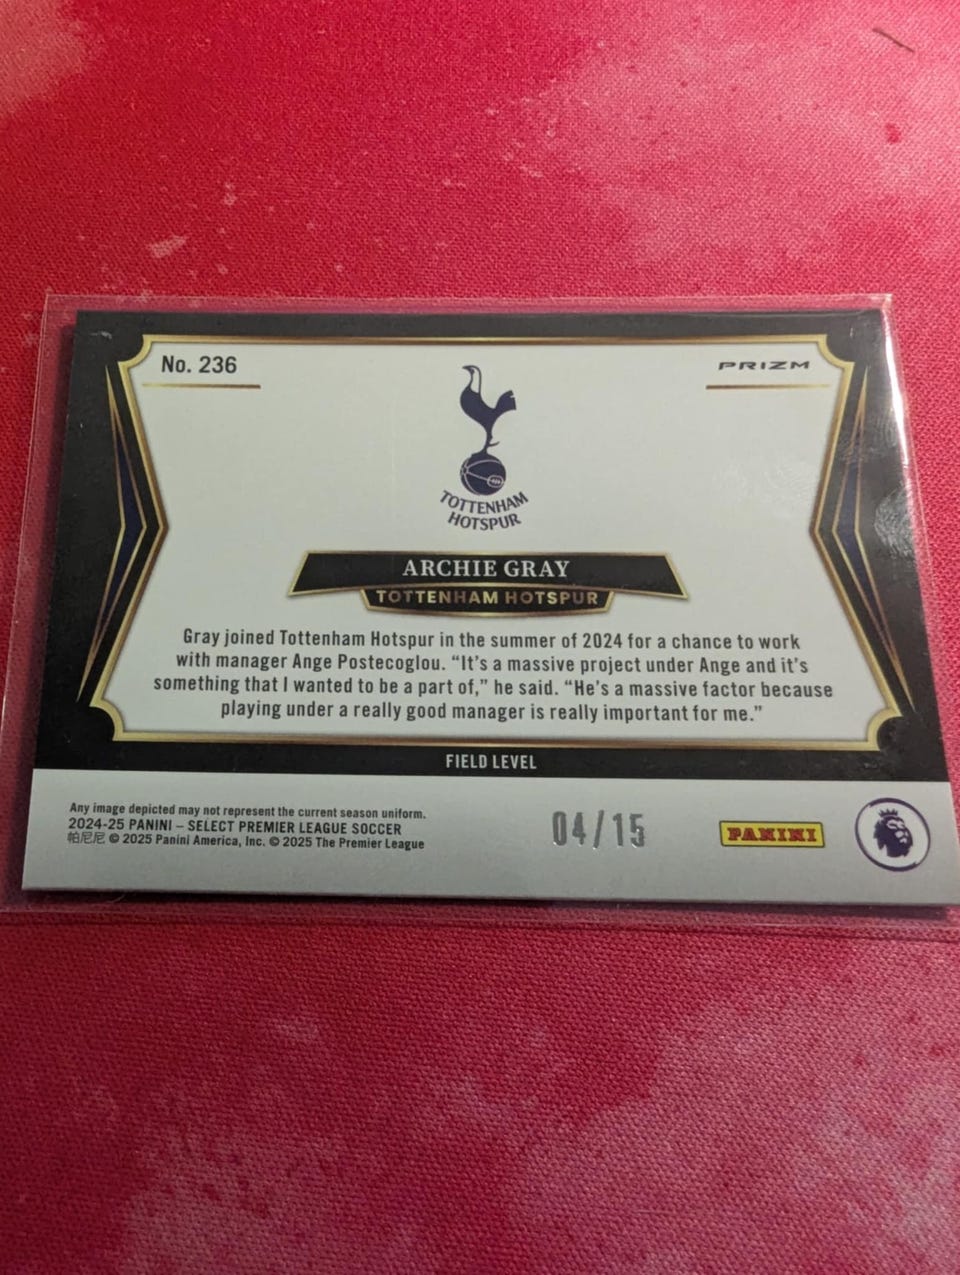 No. 236
PRIZM
TOTTENHAM
HOTSPUR
ARCHIE GRAY
TOTTENHAM HOTSPUR
Gray joined Tottenham Hotspur in the summer of 2024 for a chance to work
with manager Ange Postecoglou. “It’s a massive project under Ange and it’s
something that I wanted to be a part of,” he said. “He’s a massive factor because
playing under a really good manager is really important for me.”
FIELD LEVEL
Any image depicted may not represent the current season uniform.
2024-25 PANINI – SELECT PREMIER LEAGUE SOCCER
帕尼尼 © 2025 Panini America, Inc. © 2025 The Premier League
04/15
PANINI